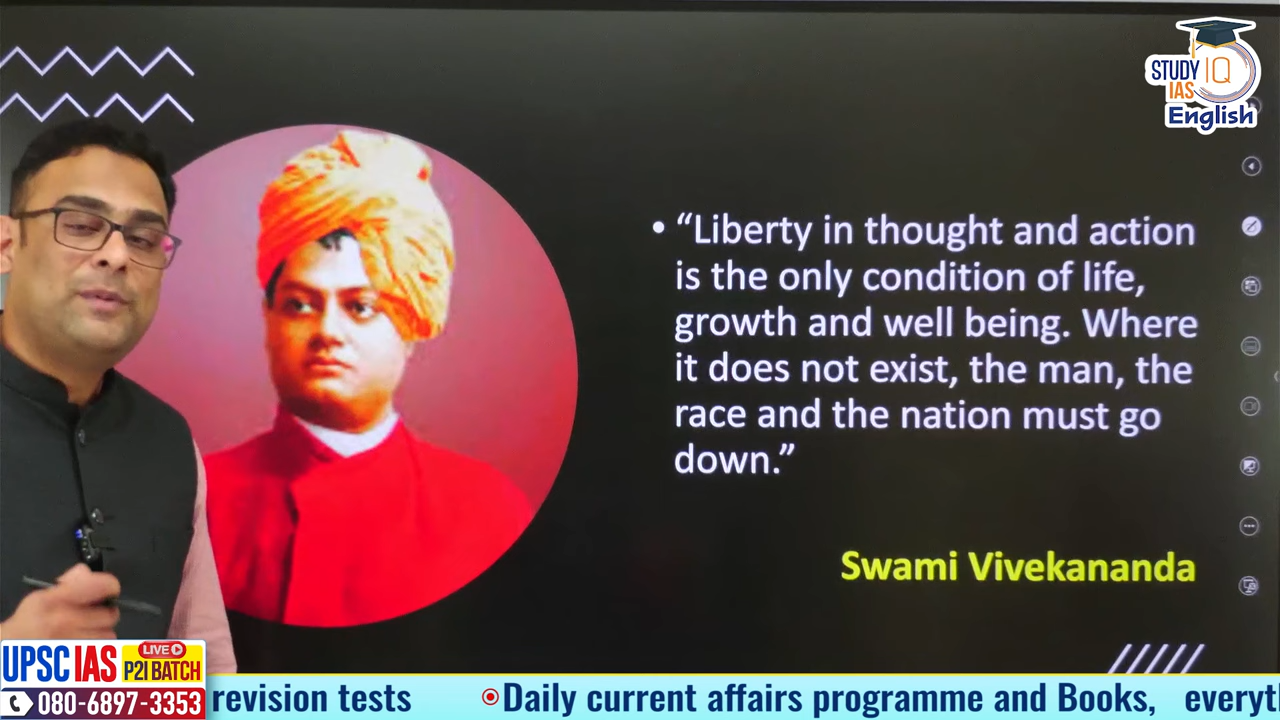 STUDY IQ
IAS
English
• “Liberty in thought and action
is the only condition of life,
growth and well being. Where
it does not exist, the man, the
race and the nation must go
down.”
Swami Vivekananda
UPSC IAS
LIVE
P2I BATCH
080-6897-3353
revision tests Daily current affairs programme and Books, everyth